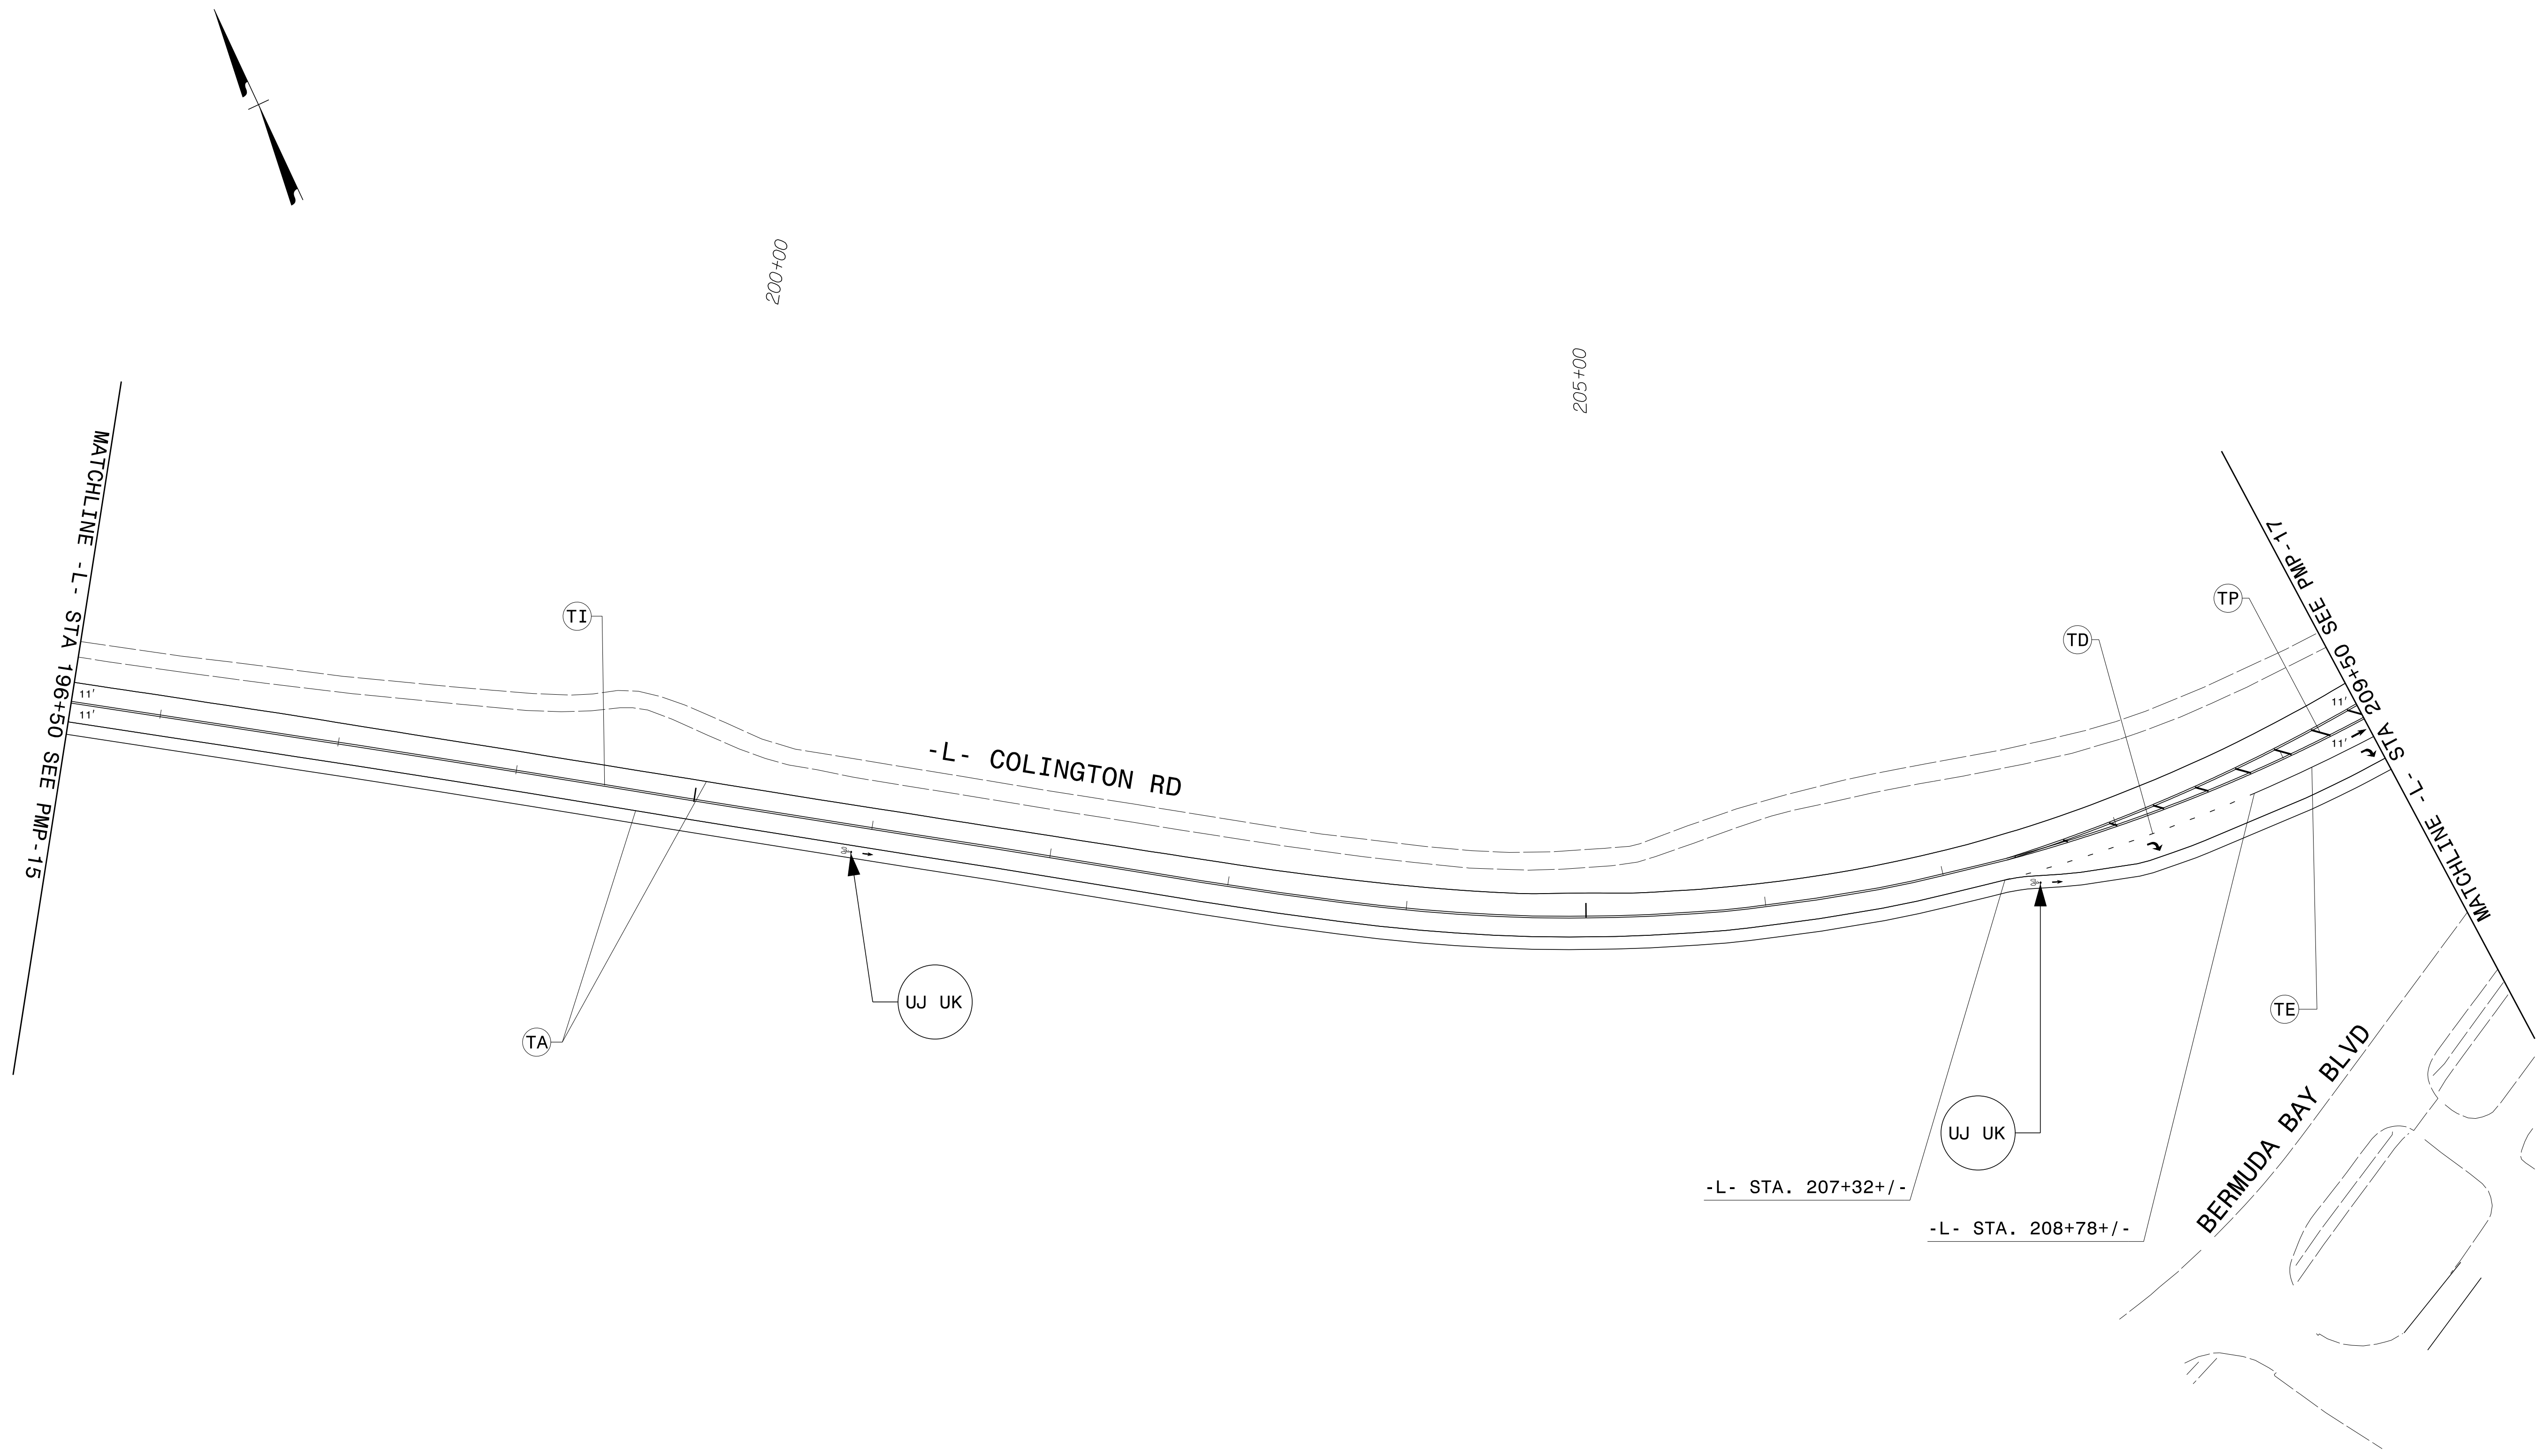 200+00
205+00
MATCHLINE -L- STA 196+50 SEE PMP-15
MATCHLINE -L- STA 209+50 SEE PMP-17
TI
TP
TD
11'
11'
11'
11'
-L- COLINGTON RD
UJ UK
TA
TE
UJ UK
-L- STA. 207+32+/-
-L- STA. 208+78+/-
BERMUDA BAY BLVD